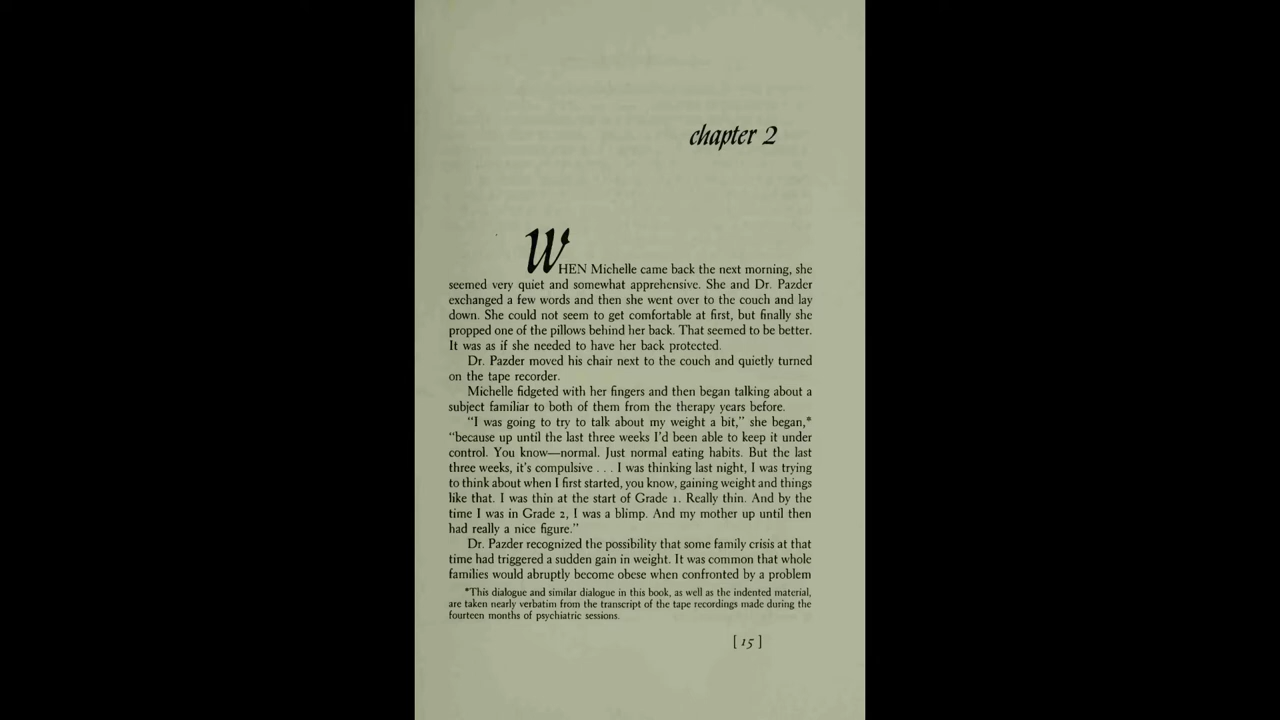 chapter 2
WHEN Michelle came back the next morning, she
seemed very quiet and somewhat apprehensive. She and Dr. Pazder
exchanged a few words and then she went over to the couch and lay
down. She could not seem to get comfortable at first, but finally she
propped one of the pillows behind her back. That seemed to be better.
It was as if she needed to have her back protected.
Dr. Pazder moved his chair next to the couch and quietly turned
on the tape recorder.
Michelle fidgeted with her fingers and then began talking about a
subject familiar to both of them from the therapy years before.
“I was going to try to talk about my weight a bit,” she began,*
“because up until the last three weeks I’d been able to keep it under
control. You know—normal. Just normal eating habits. But the last
three weeks, it’s compulsive . . . I was thinking last night, I was trying
to think about when I first started, you know, gaining weight and things
like that. I was thin at the start of Grade 1. Really thin. And by the
time I was in Grade 2, I was a blimp. And my mother up until then
had really a nice figure.”
Dr. Pazder recognized the possibility that some family crisis at that
time had triggered a sudden gain in weight. It was common that whole
families would abruptly become obese when confronted by a problem
*This dialogue and similar dialogue in this book, as well as the indented material,
are taken nearly verbatim from the transcript of the tape recordings made during the
fourteen months of psychiatric sessions.
[ 15 ]